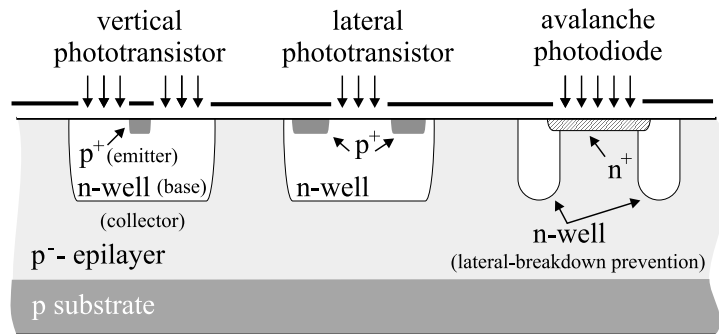 vertical
phototransistor
lateral
phototransistor
avalanche
photodiode
p+ (emitter)
n-well (base)
(collector)
p+
n-well
n+
n-well
(lateral-breakdown prevention)
p-- epilayer
p substrate